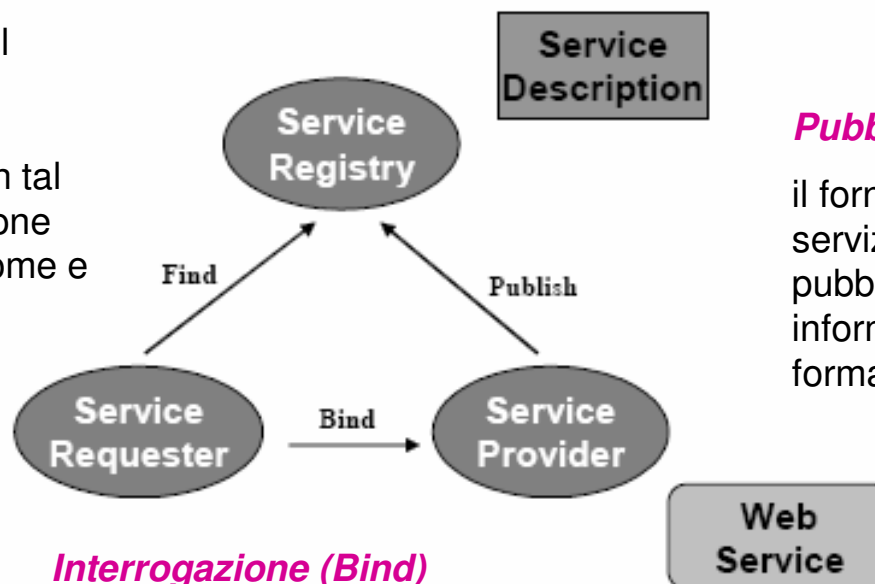 l
n tal
one
ome e
Service
Description
Service
Registry
Find
Publish
Service
Requester
Bind
Service
Provider
Web
Service
Interrogazione (Bind)
Pubb
il forn
serviz
pubb
inforr
forma